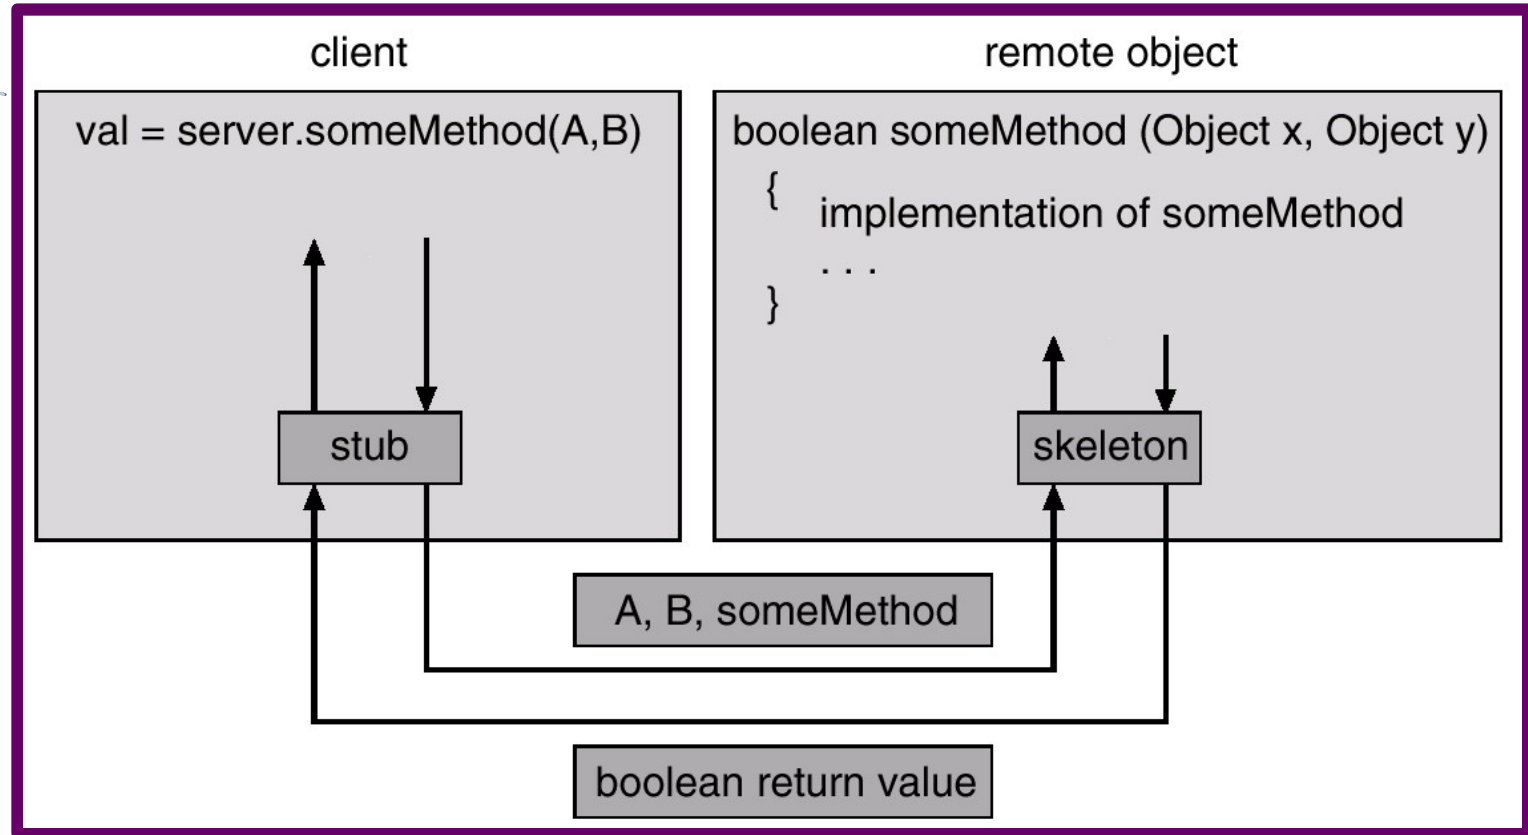 client
val = server.someMethod(A,B)
stub
remote object
boolean someMethod (Object x, Object y)
{
implementation of someMethod
. . .
}
skeleton
A, B, someMethod
boolean return value